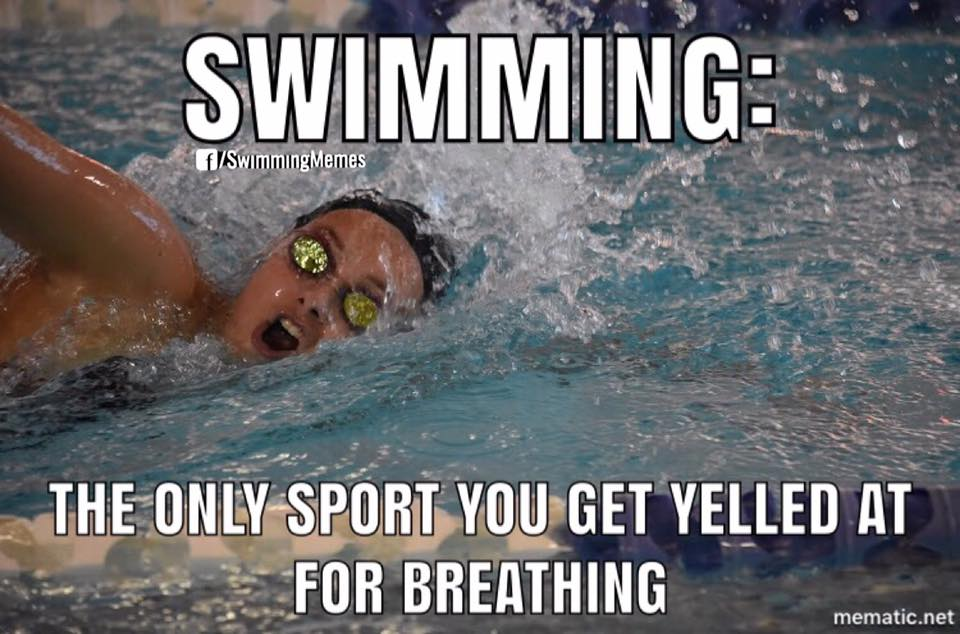 SWIMMING:
f/SwimmingMemes
THE ONLY SPORT YOU GET YELLED AT
FOR BREATHING
mematic.net